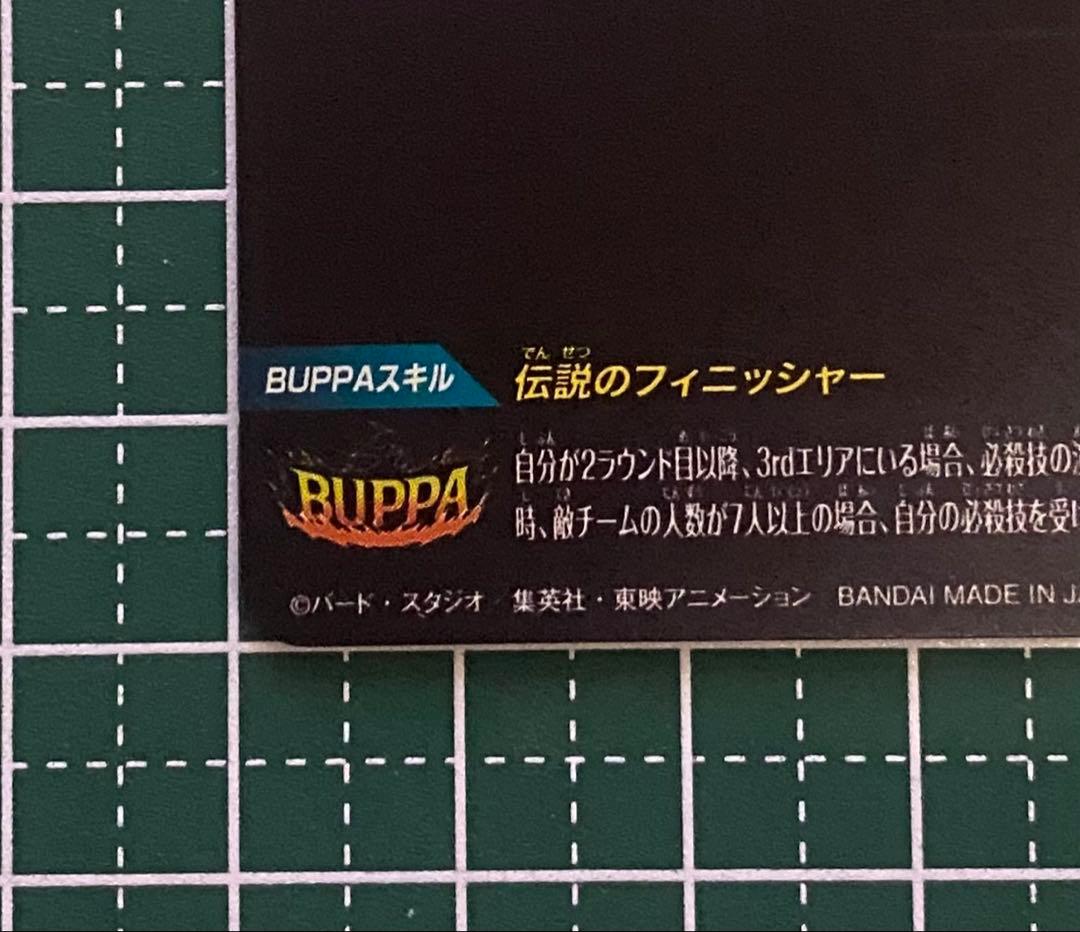 BUPPAスキル
でんせつ
伝説のフィニッシャー
BUPPA
自分が2ラウンド目以降、3rdエリアにいる場合、必殺技の
時、敵チームの人数が7人以上の場合、自分の必殺技を受け
©バード・スタジオ 集英社・東映アニメーション BANDAI MADE IN